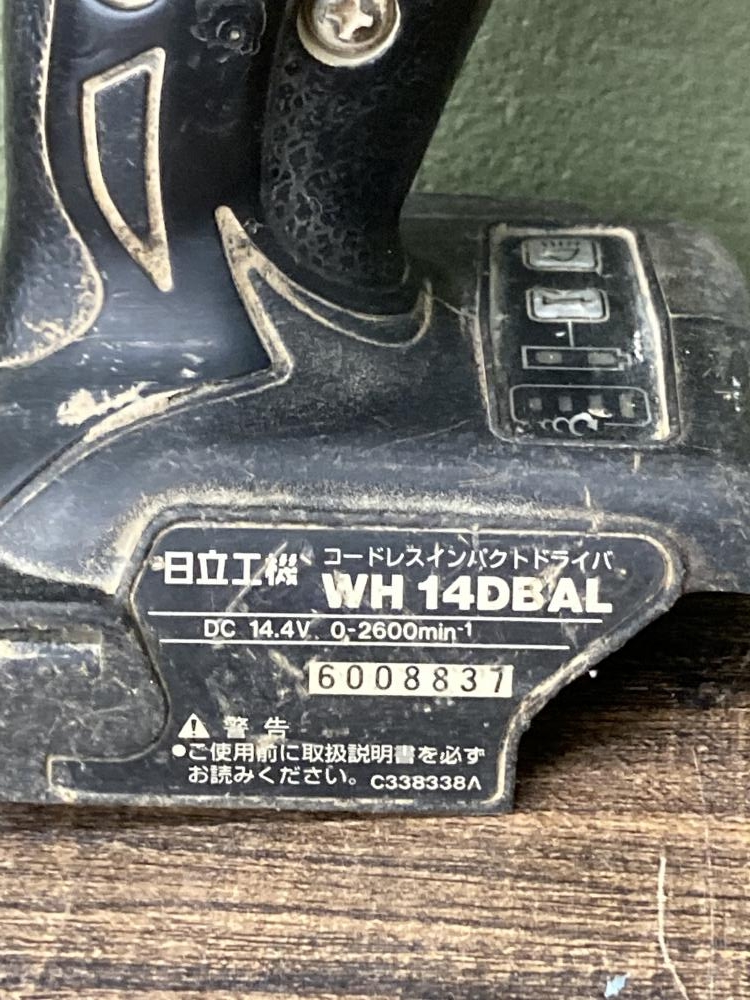 コードレスインパクトドライバ
日立工機 WH 14DBAL
DC 14.4V 0-2600min⁻¹
6008837
警告
●ご使用前に取扱説明書を必ず
お読みください。 C338338A